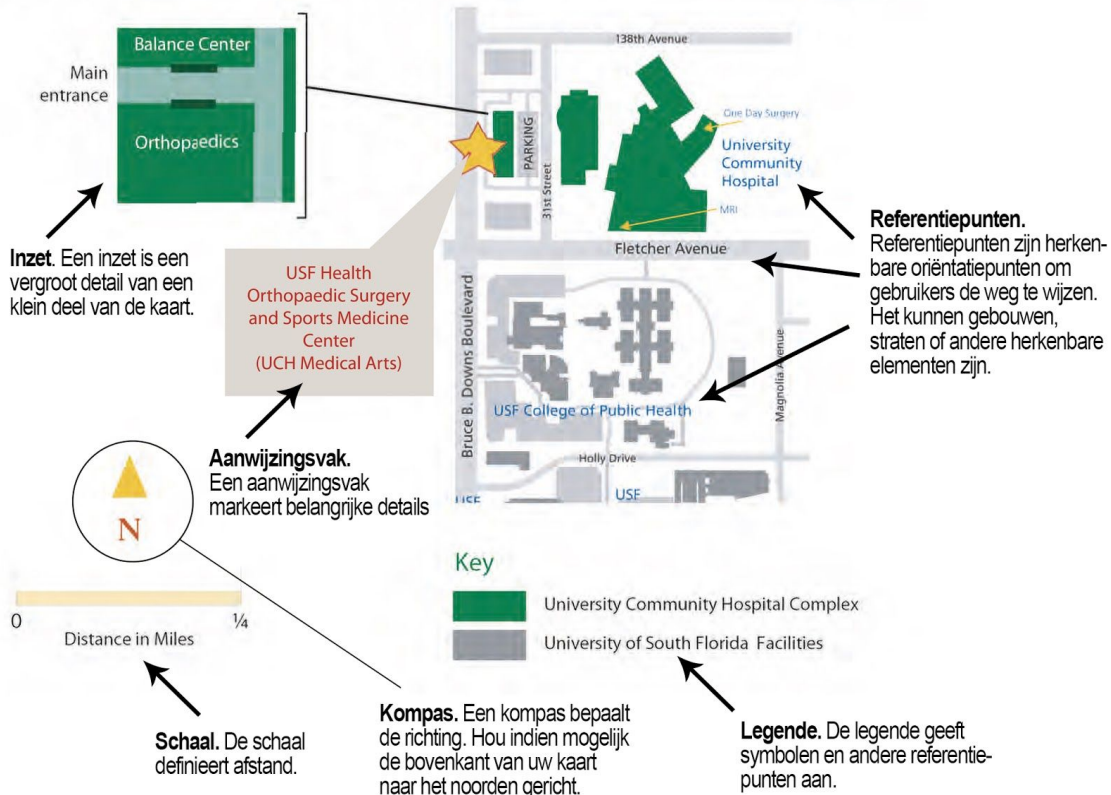 Balance Center
Main
entrance
Orthopaedics
Inzet. Een inzet is een
vergroot detail van een
klein deel van de kaart.
138th Avenue
One Day Surgery
University
Community
Hospital
PARKING
31st Street
MRI
Fletcher Avenue
Referentiepunten.
Referentiepunten zijn herken-
bare oriëntatiepunten om
gebruikers de weg te wijzen.
Het kunnen gebouwen,
straten of andere herkenbare
elementen zijn.
USF Health
Orthopaedic Surgery
and Sports Medicine
Center
(UCH Medical Arts)
Bruce B. Downs Boulevard
Magnolia Avenue
USF College of Public Health
Holly Drive
USF
Aanwijzingsvak.
Een aanwijzingsvak
markeert belangrijke details
N
0 ¼
Distance in Miles
Key
University Community Hospital Complex
University of South Florida Facilities
Schaal. De schaal
definieert afstand.
Kompas. Een kompas bepaalt
de richting. Hou indien mogelijk
de bovenkant van uw kaart
naar het noorden gericht.
Legende. De legende geeft
symbolen en andere referentie-
punten aan.